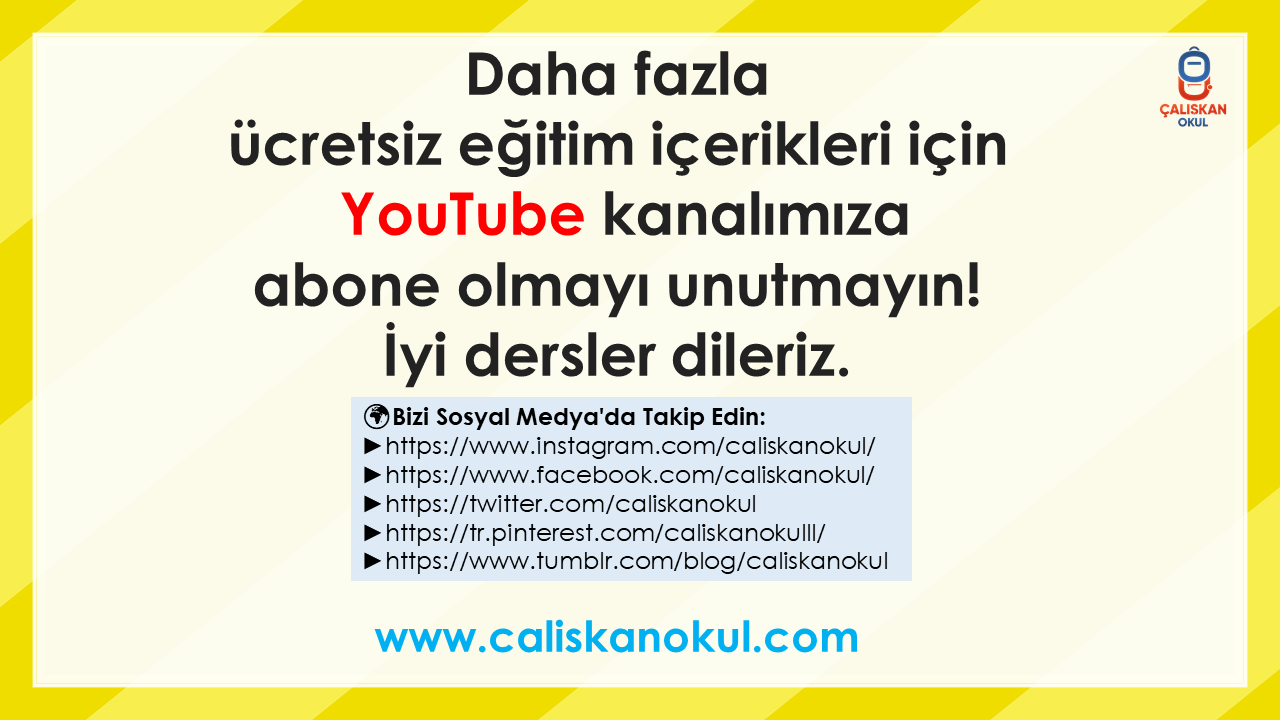 Daha fazla
ücretsiz eğitim içerikleri için
YouTube kanalımıza
abone olmayı unutmayın!
İyi dersler dileriz.
ÇALIŞKAN
OKUL
Bizi Sosyal Medya'da Takip Edin:
►https://www.instagram.com/caliskanokul/
►https://www.facebook.com/caliskanokul/
►https://twitter.com/caliskanokul
►https://tr.pinterest.com/caliskanokulll/
►https://www.tumblr.com/blog/caliskanokul
www.caliskanokul.com